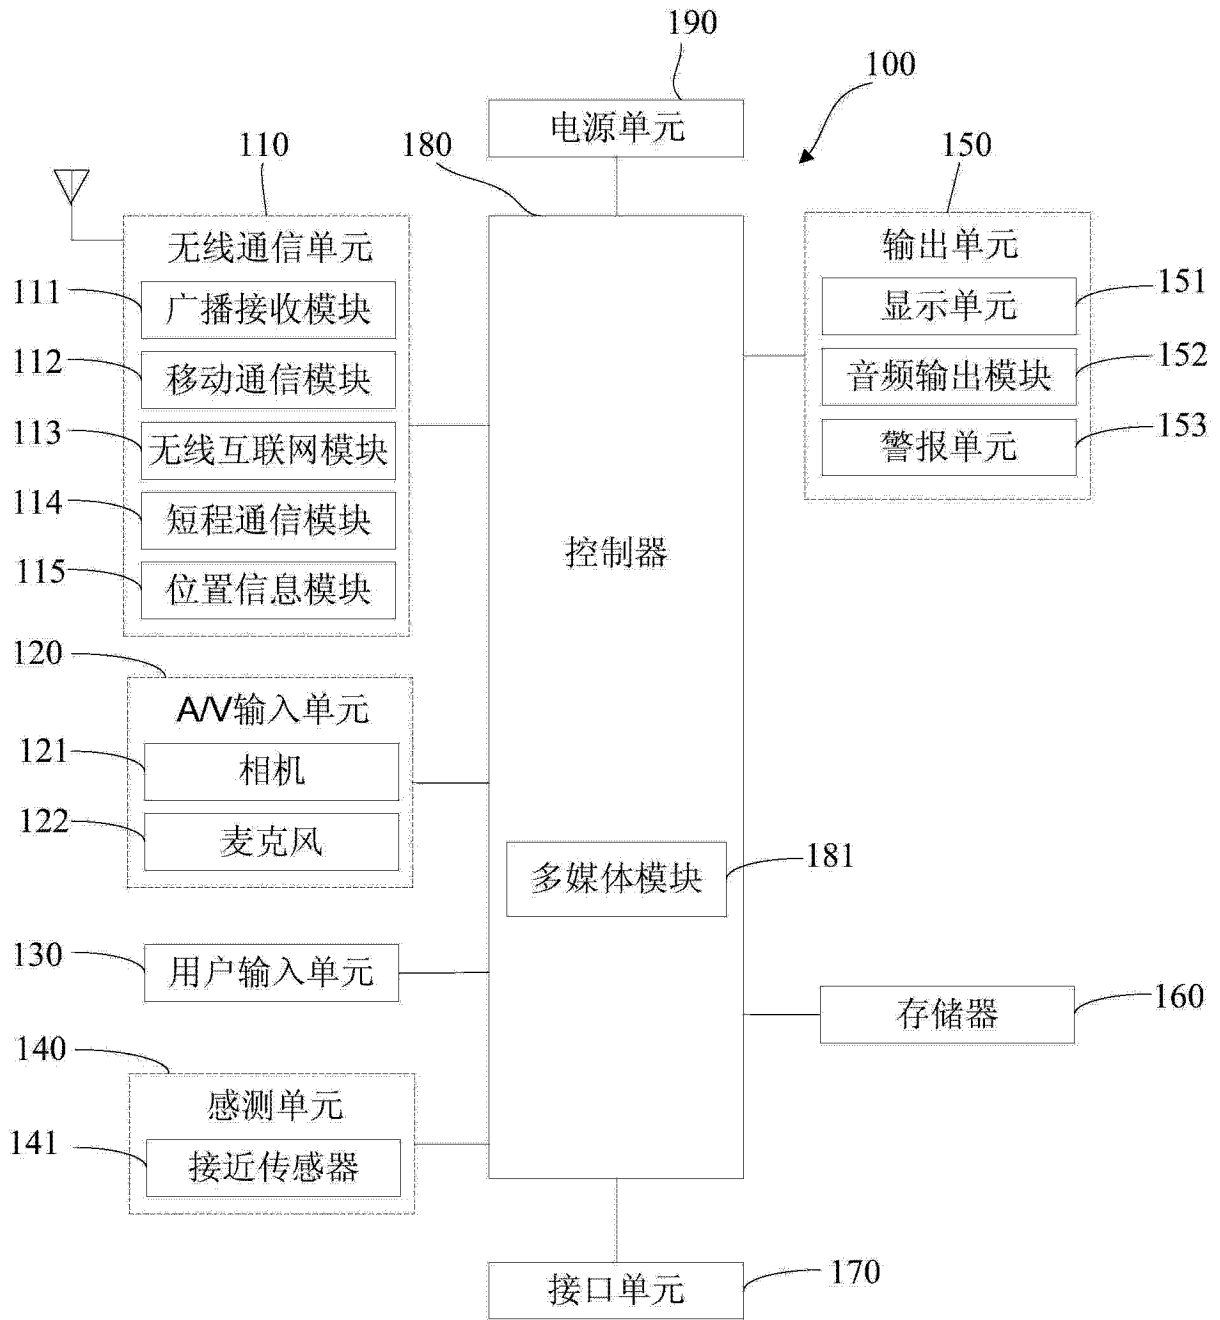 190
100
电源单元
110
180
150
无线通信单元
输出单元
111
广播接收模块
显示单元
151
112
移动通信模块
音频输出模块
152
113
无线互联网模块
警报单元
153
114
短程通信模块
控制器
115
位置信息模块
120
A/V输入单元
121
相机
122
麦克风
多媒体模块
181
130
用户输入单元
存储器
160
140
感测单元
141
接近传感器
接口单元
170